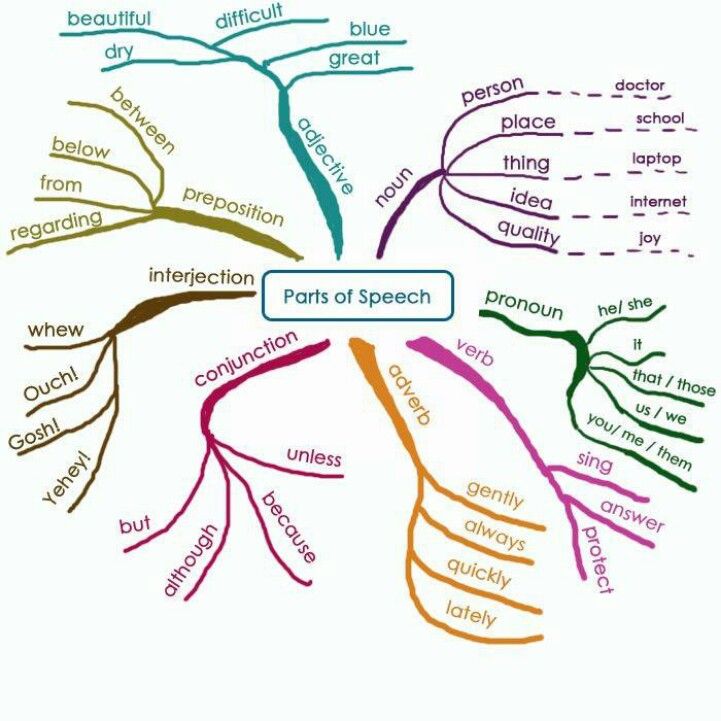 Parts of Speech
adjective
beautiful
difficult
dry
blue
great
noun
person
doctor
place
school
thing
laptop
idea
internet
quality
joy
pronoun
he/ she
it
that / those
us / we
you/ me / them
verb
sing
answer
protect
adverb
gently
always
quickly
lately
conjunction
unless
because
although
but
interjection
whew
Ouch!
Gosh!
Yehey!
preposition
between
below
from
regarding